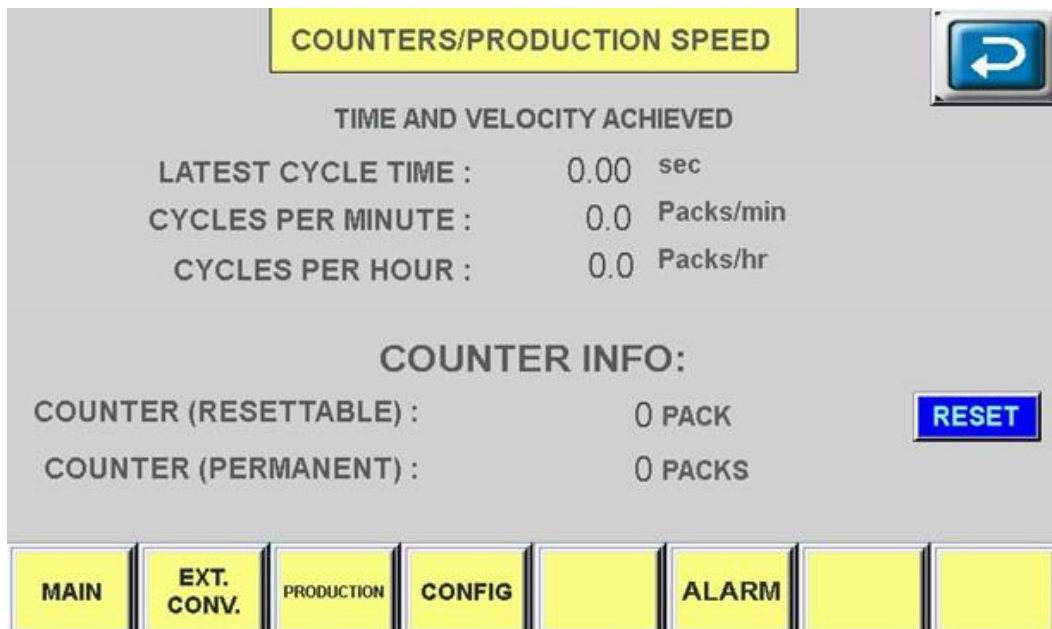 COUNTERS/PRODUCTION SPEED
TIME AND VELOCITY ACHIEVED
LATEST CYCLE TIME : 0.00 sec
CYCLES PER MINUTE : 0.0 Packs/min
CYCLES PER HOUR : 0.0 Packs/hr
COUNTER INFO:
COUNTER (RESETTABLE) : 0 PACK RESET
COUNTER (PERMANENT) : 0 PACKS
MAIN EXT. CONV. PRODUCTION CONFIG ALARM